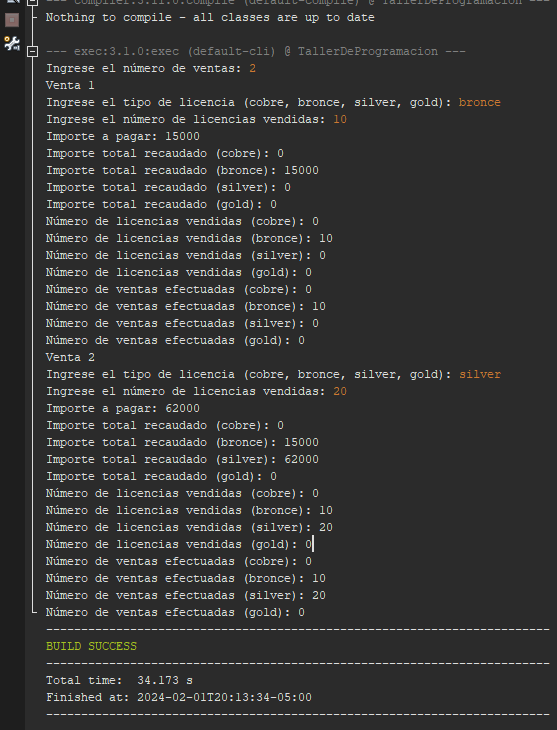 --- compiler:3.11.0:compile (default-compile) @ TallerDeProgramacion ---
Nothing to compile - all classes are up to date
--- exec:3.1.0:exec (default-cli) @ TallerDeProgramacion ---
Ingrese el número de ventas: 2
Venta 1
Ingrese el tipo de licencia (cobre, bronce, silver, gold): bronce
Ingrese el número de licencias vendidas: 10
Importe a pagar: 15000
Importe total recaudado (cobre): 0
Importe total recaudado (bronce): 15000
Importe total recaudado (silver): 0
Importe total recaudado (gold): 0
Número de licencias vendidas (cobre): 0
Número de licencias vendidas (bronce): 10
Número de licencias vendidas (silver): 0
Número de licencias vendidas (gold): 0
Número de ventas efectuadas (cobre): 0
Número de ventas efectuadas (bronce): 10
Número de ventas efectuadas (silver): 0
Número de ventas efectuadas (gold): 0
Venta 2
Ingrese el tipo de licencia (cobre, bronce, silver, gold): silver
Ingrese el número de licencias vendidas: 20
Importe a pagar: 62000
Importe total recaudado (cobre): 0
Importe total recaudado (bronce): 15000
Importe total recaudado (silver): 62000
Importe total recaudado (gold): 0
Número de licencias vendidas (cobre): 0
Número de licencias vendidas (bronce): 10
Número de licencias vendidas (silver): 20
Número de licencias vendidas (gold): 0
Número de ventas efectuadas (cobre): 0
Número de ventas efectuadas (bronce): 10
Número de ventas efectuadas (silver): 20
Número de ventas efectuadas (gold): 0
------------------------------------------------------------------------
BUILD SUCCESS
------------------------------------------------------------------------
Total time:  34.173 s
Finished at: 2024-02-01T20:13:34-05:00
------------------------------------------------------------------------